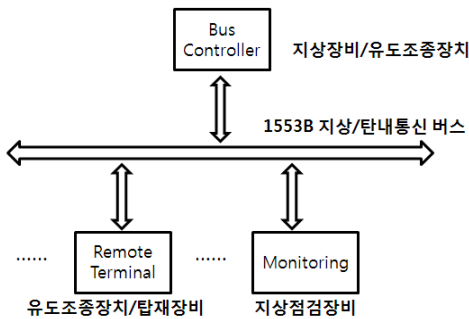 Bus
Controller
지상장비/유도조종장치
1553B 지상/탄내통신 버스
......
Remote
Terminal
......
Monitoring
유도조종장치/탑재장비
지상점검장비